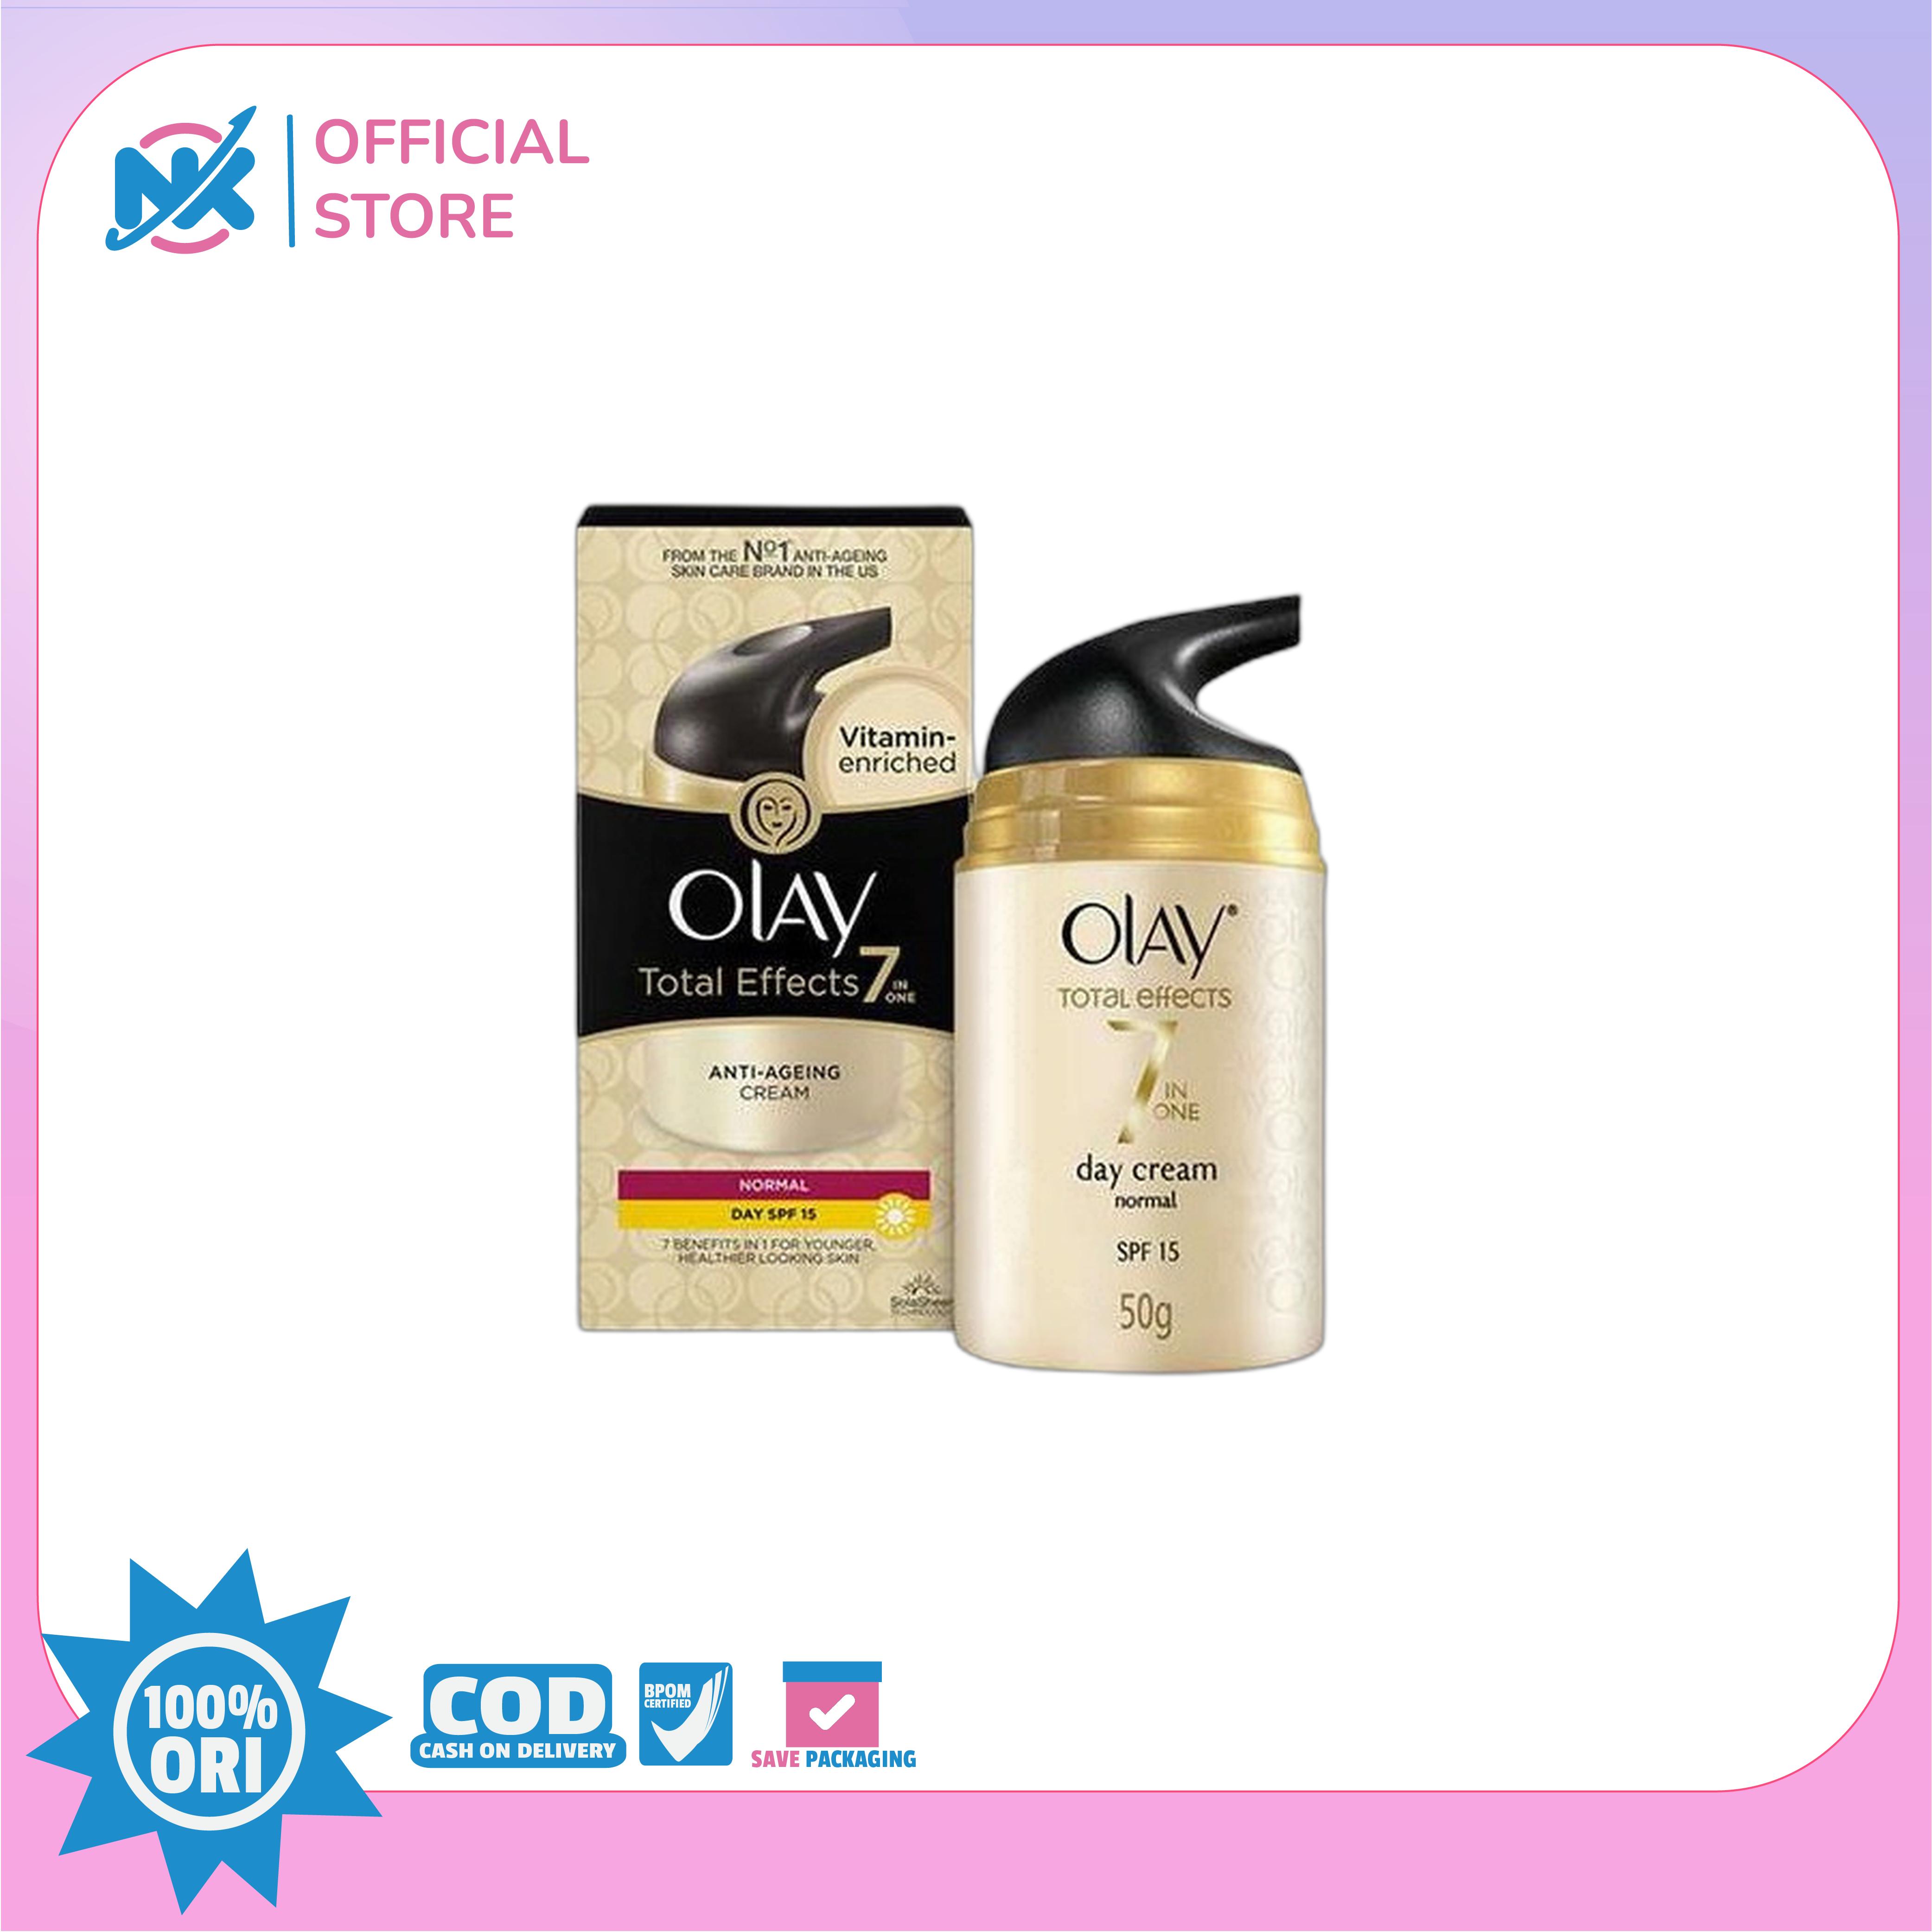 NK
OFFICIAL
STORE
FROM THE Nº1 ANTI-AGEING
SKIN CARE BRAND IN THE US
Vitamin-
enriched
OLAY
Total Effects 7 IN ONE
ANTI-AGEING
CREAM
NORMAL
DAY SPF 15
7 BENEFITS IN 1 FOR YOUNGER,
HEALTHIER LOOKING SKIN
SolaSheer
TECHNOLOGY
OLAY®
TOTAL EFFECTS
7 IN
ONE
day cream
normal
SPF 15
50g
100%
ORI
COD
CASH ON DELIVERY
BPOM
CERTIFIED
SAVE PACKAGING